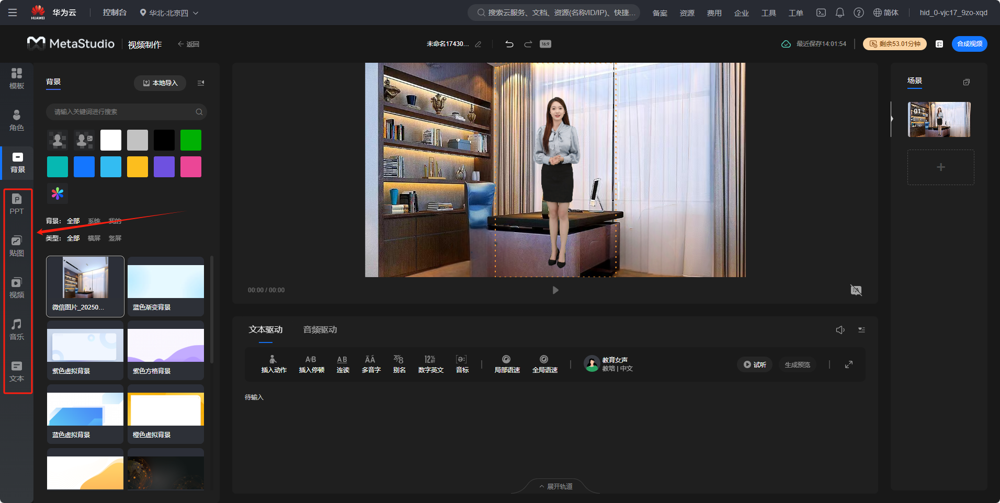 HUAWEI
华为云
控制台
华北-北京四
搜索云服务、文档、资源(名称/ID/IP)、快捷...
备案
资源
费用
企业
工具
工单
简体
hid_0-vjc17_9zo-xqd
MetaStudio
视频制作
返回
未命名17430...
16:9
最近保存14:01:54
剩余53.01分钟
合成视频
模板
角色
背景
PPT
贴图
视频
音乐
文本
背景
本地导入
请输入关键词进行搜索
背景: 全部 系统 我的
类型: 全部 横屏 竖屏
微信图片_20250...
蓝色渐变背景
紫色虚拟背景
紫色方格背景
蓝色虚拟背景
橙色虚拟背景
00:00 / 00:00
场景
01
文本驱动
音频驱动
插入动作
插入停顿
连读
多音字
别名
数字英文
音标
局部语速
全局语速
教育女声
教培 | 中文
试听
生成预览
待输入
展开轨道